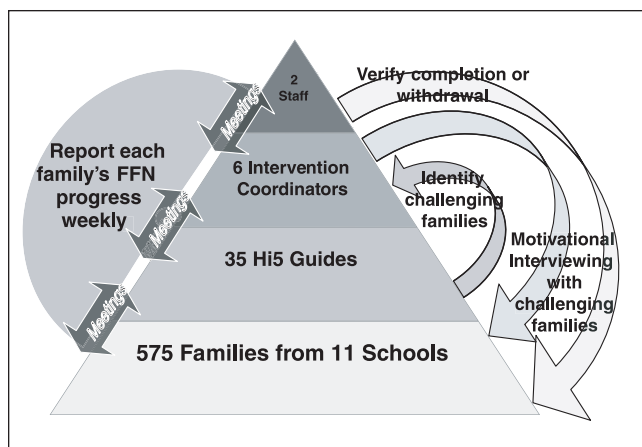 2
Staff
Verify completion or
withdrawal
Meetings
Report each
family's FFN
progress
weekly
6 Intervention
Coordinators
Identify
challenging
families
Meetings
35 Hi5 Guides
Motivational
Interviewing
with
challenging
families
Meetings
575 Families from 11 Schools